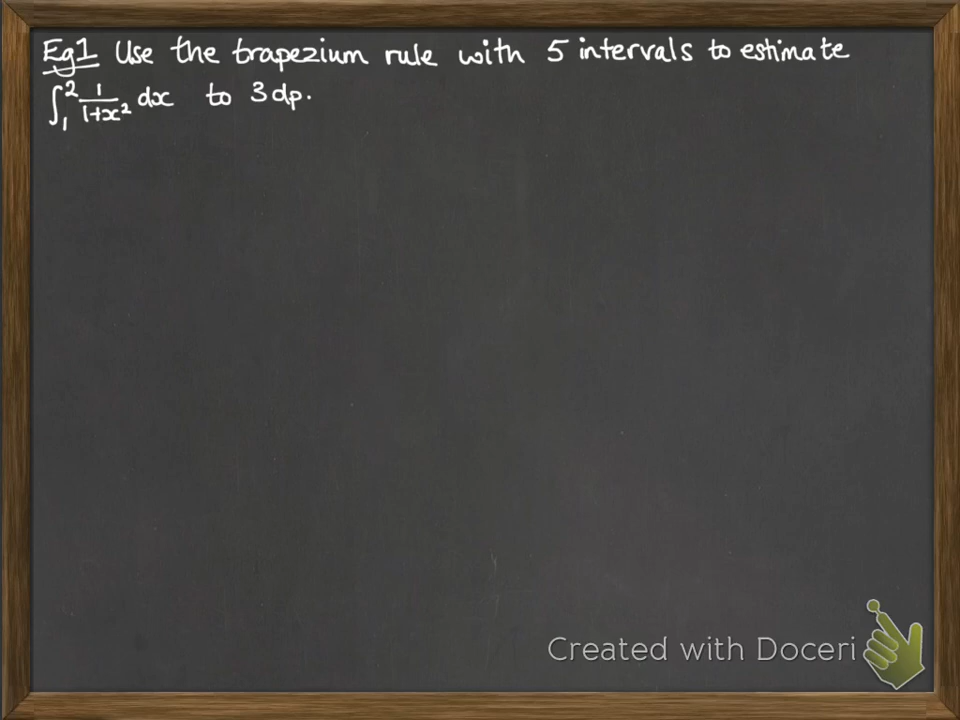 Eg1 Use the trapezium rule with 5 intervals to estimate
∫₁² 1/(1+x²) dx to 3dp.
Created with Doceri